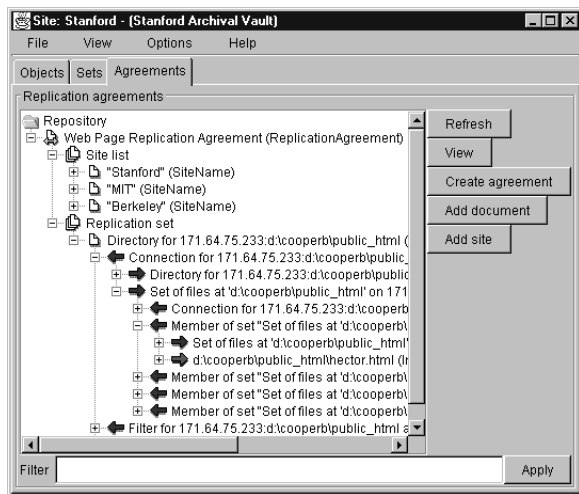 Site: Stanford - (Stanford Archival Vault)
File View Options Help
Objects Sets Agreements
Replication agreements
Repository
Web Page Replication Agreement (ReplicationAgreement)
Site list
"Stanford" (SiteName)
"MIT" (SiteName)
"Berkeley" (SiteName)
Replication set
Directory for 171.64.75.233:d:\cooperb\public_html (
Connection for 171.64.75.233:d:\cooperb\public_
Directory for 171.64.75.233:d:\cooperb\public
Set of files at 'd:\cooperb\public_html' on 171
Connection for 171.64.75.233:d:\cooperb
Member of set "Set of files at 'd:\cooperb\
Set of files at 'd:\cooperb\public_html'
d:\cooperb\public_html\hector.html (I
Member of set "Set of files at 'd:\cooperb\
Member of set "Set of files at 'd:\cooperb\
Member of set "Set of files at 'd:\cooperb\
Filter for 171.64.75.233:d:\cooperb\public_html a
Refresh
View
Create agreement
Add document
Add site
Filter
Apply